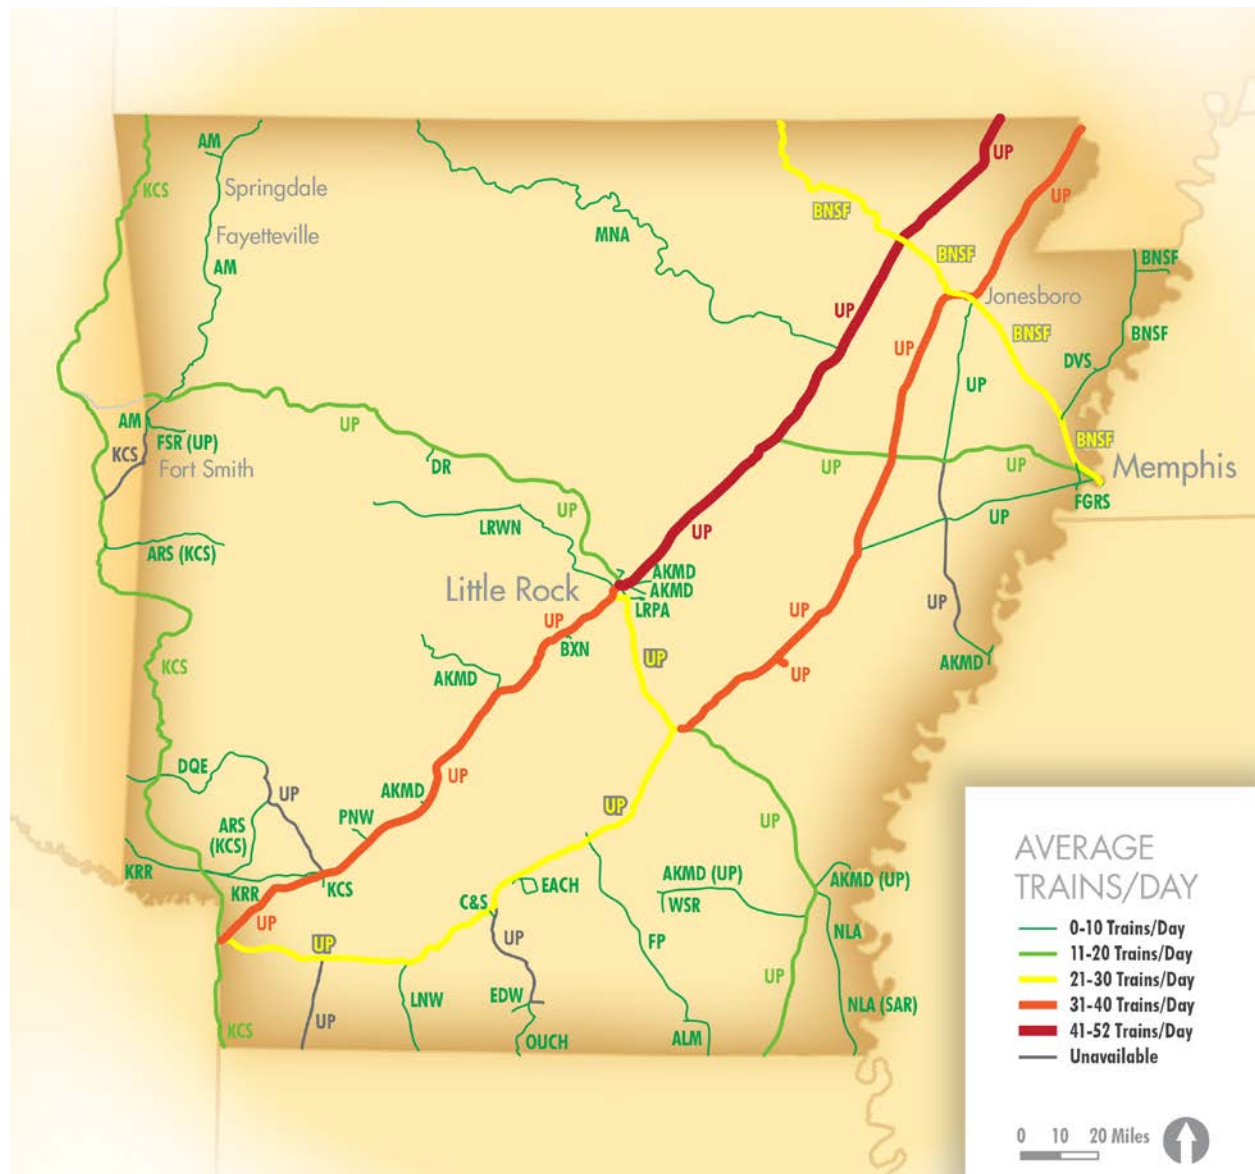 AM
UP
UP
KCS
Springdale
BNSF
Fayetteville
MNA
BNSF
BNSF
AM
BNSF
Jonesboro
UP
BNSF
BNSF
UP
DVS
UP
AM
UP
BNSF
FSR (UP)
KCS
Fort Smith
DR
UP
UP
Memphis
FGRS
UP
LRWN
UP
UP
ARS (KCS)
AKMD
Little Rock
AKMD
LRPA
UP
UP
UP
BXN
UP
AKMD
KCS
AKMD
UP
DQE
UP
UP
AKMD
UP
PNW
UP
ARS
(KCS)
KRR
KRR
KCS
EACH
AKMD (UP)
AKMD (UP)
C&S
WSR
UP
UP
UP
FP
NLA
UP
LNW
EDW
NLA (SAR)
UP
KCS
OUCH
ALM
AVERAGE
TRAINS/DAY
0-10 Trains/Day
11-20 Trains/Day
21-30 Trains/Day
31-40 Trains/Day
41-52 Trains/Day
Unavailable
0 10 20 Miles